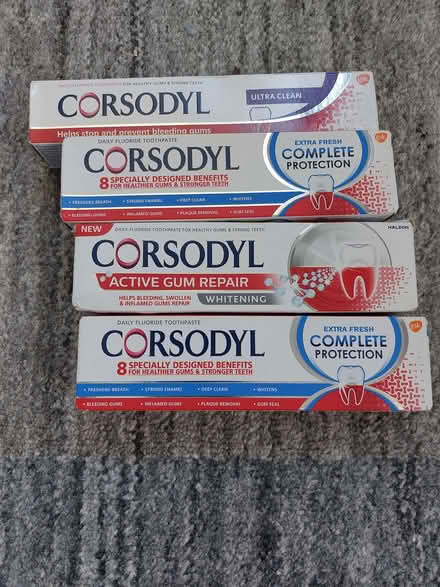 DAILY FLUORIDE TOOTHPASTE FOR HEALTHY GUMS & STRONG TEETH
CORSODYL
ULTRA CLEAN
Helps stop and prevent bleeding gums
DAILY FLUORIDE TOOTHPASTE
CORSODYL
8 SPECIALLY DESIGNED BENEFITS
FOR HEALTHIER GUMS & STRONGER TEETH
EXTRA FRESH
COMPLETE
PROTECTION
• FRESHENS BREATH • STRONG ENAMEL • DEEP CLEAN • WHITENS
• BLEEDING GUMS • INFLAMED GUMS • PLAQUE REMOVAL • GUM SEAL
NEW
DAILY FLUORIDE TOOTHPASTE FOR HEALTHY GUMS & STRONG TEETH
HALEON
CORSODYL
ACTIVE GUM REPAIR
HELPS BLEEDING, SWOLLEN
& INFLAMED GUMS REPAIR
WHITENING
DAILY FLUORIDE TOOTHPASTE
CORSODYL
8 SPECIALLY DESIGNED BENEFITS
FOR HEALTHIER GUMS & STRONGER TEETH
EXTRA FRESH
COMPLETE
PROTECTION
gsk
• FRESHENS BREATH • STRONG ENAMEL • DEEP CLEAN • WHITENS
• BLEEDING GUMS • INFLAMED GUMS • PLAQUE REMOVAL • GUM SEAL